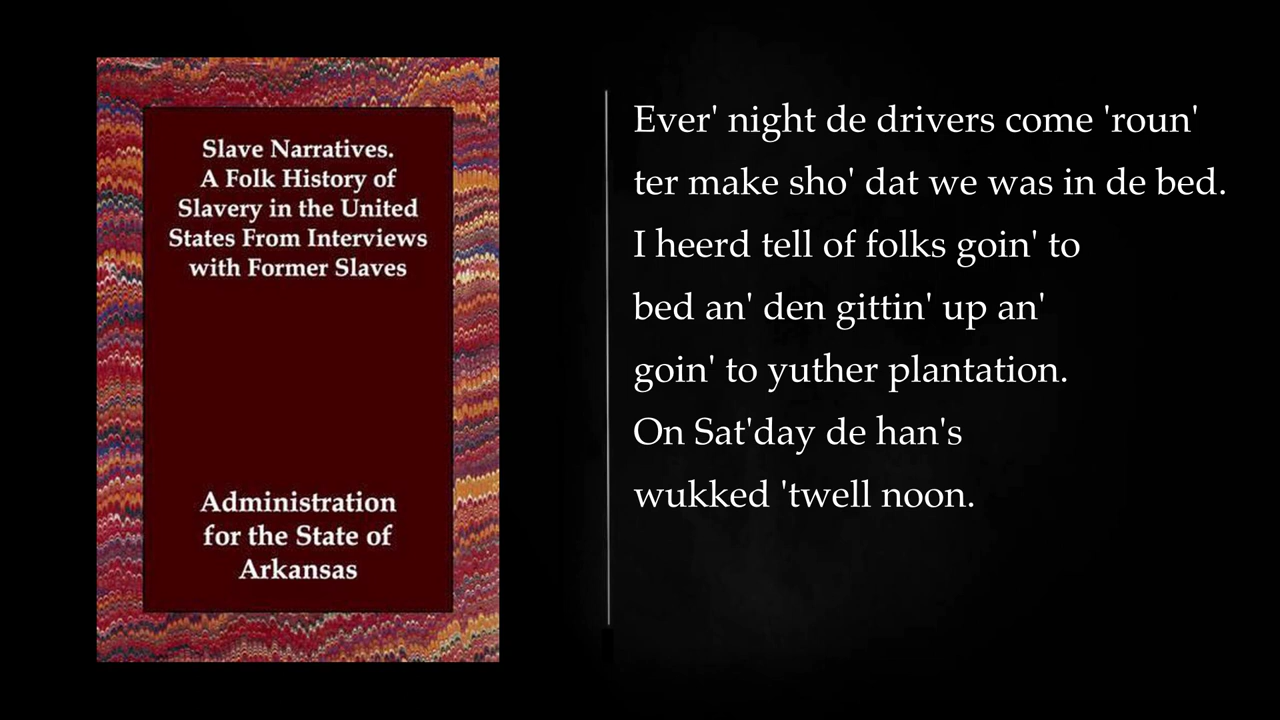 Slave Narratives.
A Folk History of
Slavery in the United
States From Interviews
with Former Slaves
Administration
for the State of
Arkansas
Ever' night de drivers come 'roun'
ter make sho' dat we was in de bed.
I heerd tell of folks goin' to
bed an' den gittin' up an'
goin' to yuther plantation.
On Sat'day de han's
wukked 'twell noon.